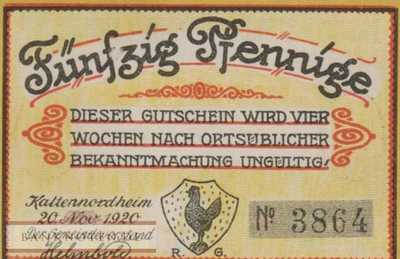 Fünfzig Pfennige
DIESER GUTSCHEIN WIRD VIER
WOCHEN NACH ORTSÜBLICHER
BEKANNTMACHUNG UNGÜLTIG!
Kaltennordheim
20 Nov 1920
Der Gemeindevorstand
Helmbold
R. G.
No 3864